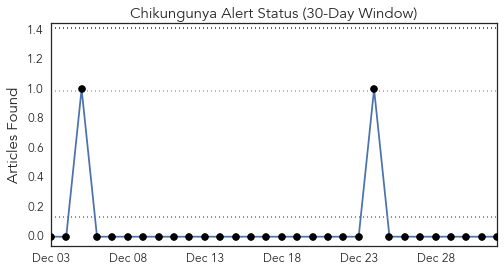 Chikungunya Alert Status (30-Day Window)
Articles Found
1.4
1.2
1.0
0.8
0.6
0.4
0.2
0.0
Dec 03 Dec 08 Dec 13 Dec 18 Dec 23 Dec 28